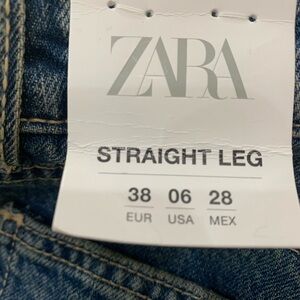 ZARA
STRAIGHT LEG
38 06 28
EUR USA MEX